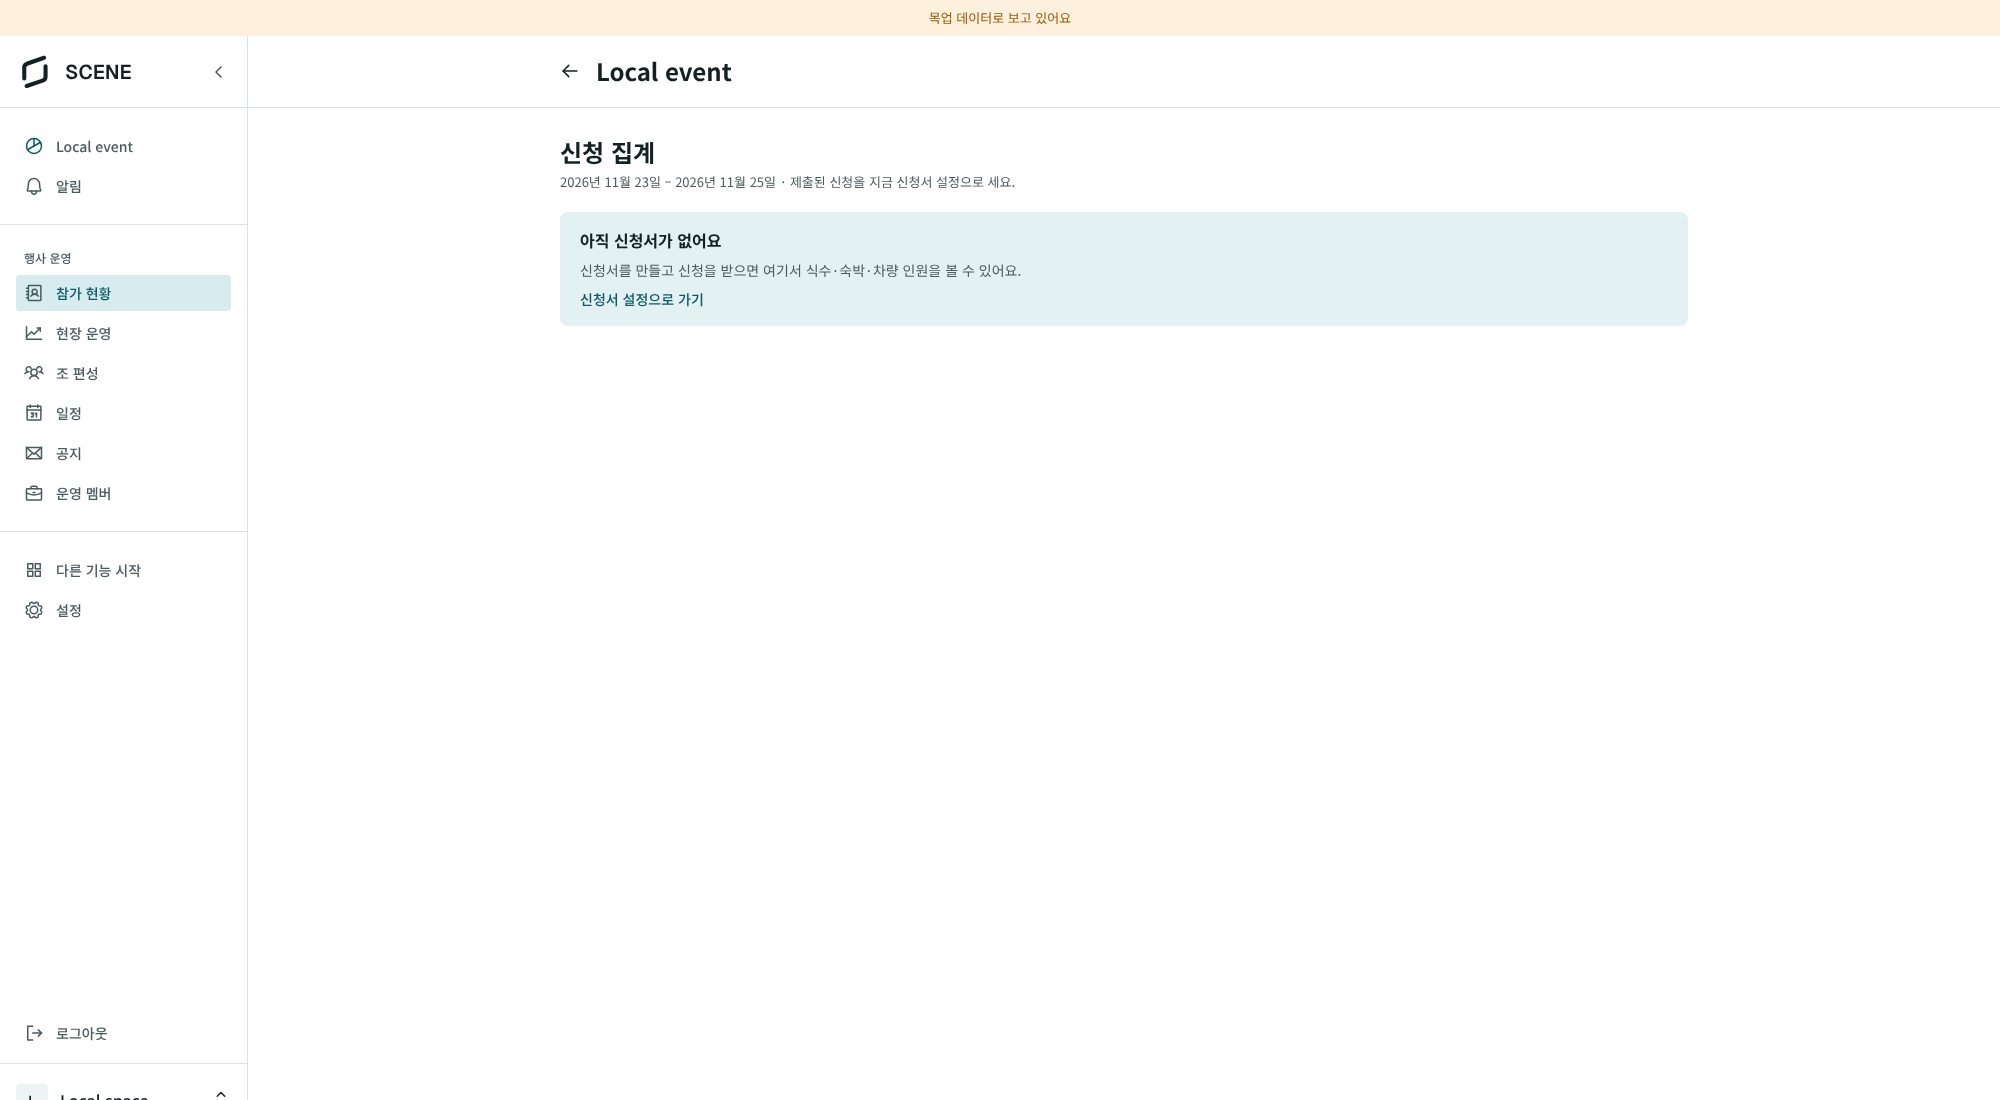 목업 데이터로 보고 있어요
SCENE
Local event
Local event
알림
행사 운영
참가 현황
현장 운영
조 편성
일정
공지
운영 멤버
다른 기능 시작
설정
로그아웃
Local space
신청 집계
2026년 11월 23일 – 2026년 11월 25일 · 제출된 신청을 지금 신청서 설정으로 세요.
아직 신청서가 없어요
신청서를 만들고 신청을 받으면 여기서 식수·숙박·차량 인원을 볼 수 있어요.
신청서 설정으로 가기